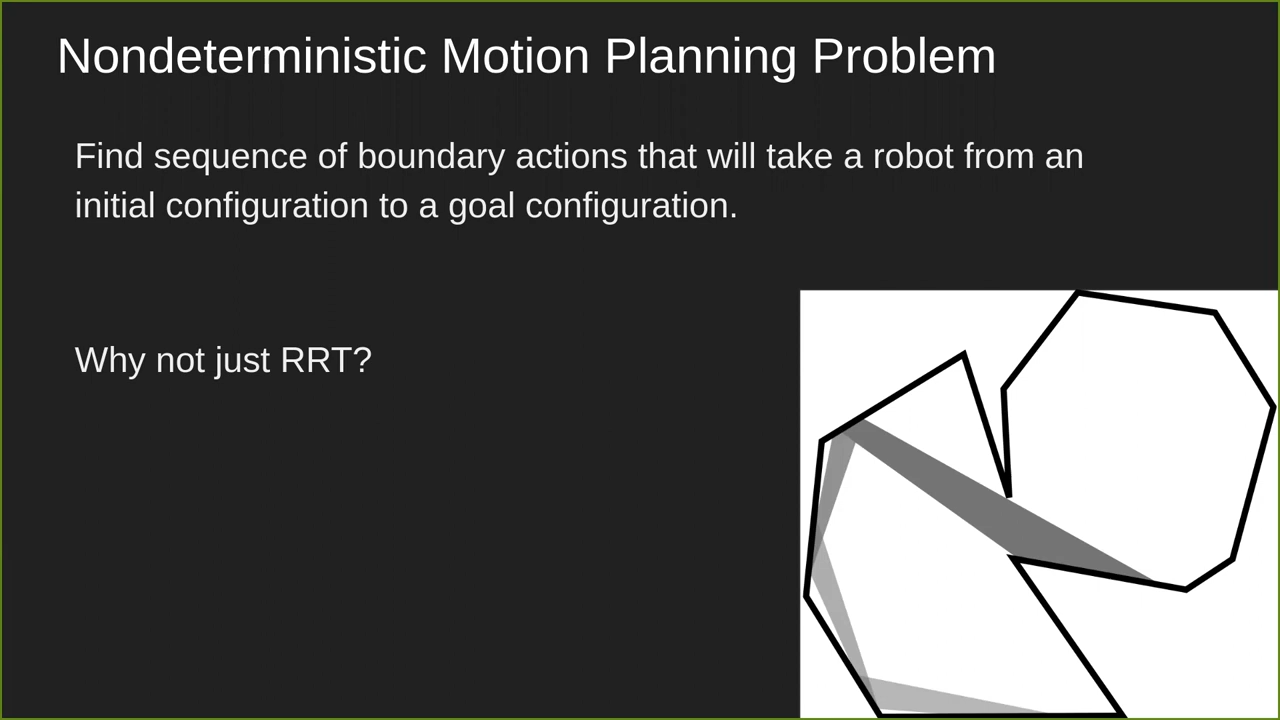 Nondeterministic Motion Planning Problem
Find sequence of boundary actions that will take a robot from an
initial configuration to a goal configuration.
Why not just RRT?